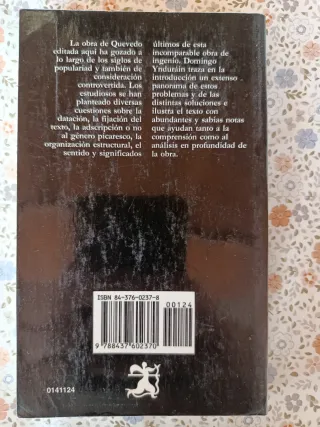 La obra de Quevedo
editada aquí ha gozado a
lo largo de los siglos de
popularidad y también de
consideración
controvertida. Los
estudiosos se han
planteado diversas
cuestiones sobre la
datación, la fijación del
texto, la adscripción o no
al género picaresco, la
organización estructural, el
sentido y significados
últimos de esta
incomparable obra de
ingenio. Domingo
Ynduráin traza en la
introducción un extenso
panorama de estos
problemas y de las
distintas soluciones e
ilustra el texto con
abundantes y sabias notas
que ayudan tanto a la
comprensión como al
análisis en profundidad de
la obra.
ISBN 84-376-0237-8
00124
9 788437 602370
0141124